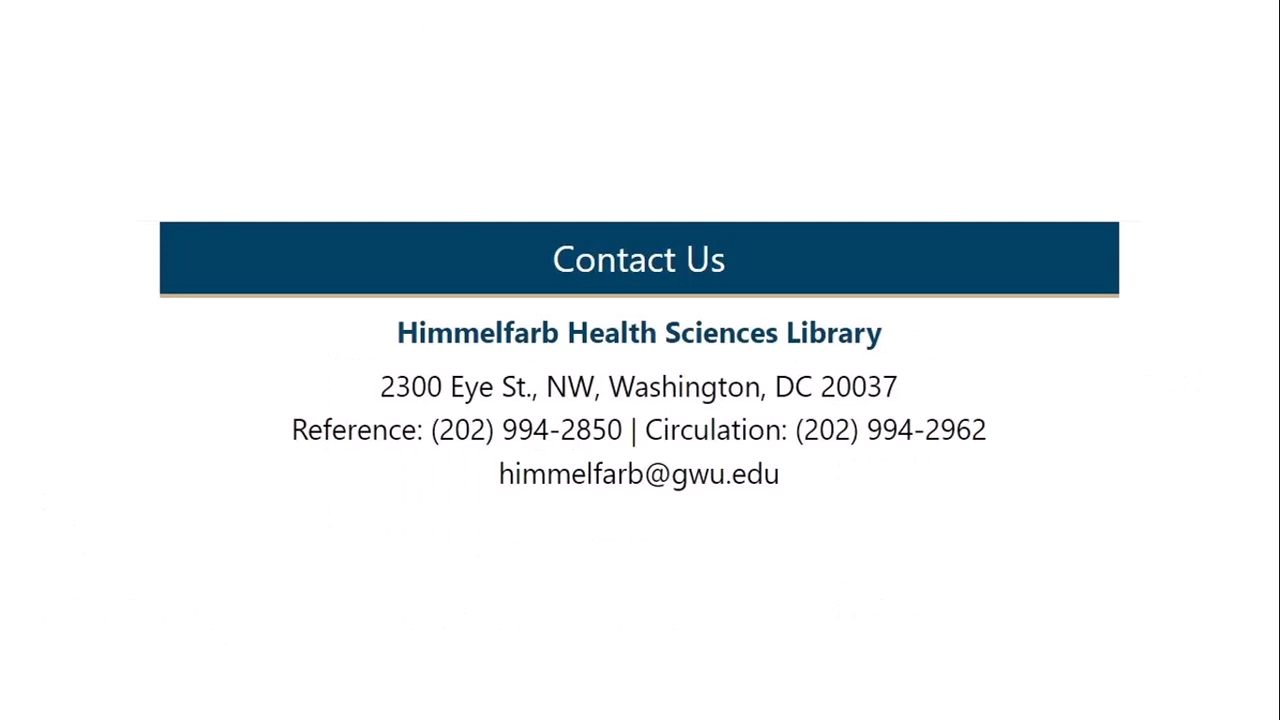 Contact Us
Himmelfarb Health Sciences Library
2300 Eye St., NW, Washington, DC 20037
Reference: (202) 994-2850 | Circulation: (202) 994-2962
himmelfarb@gwu.edu